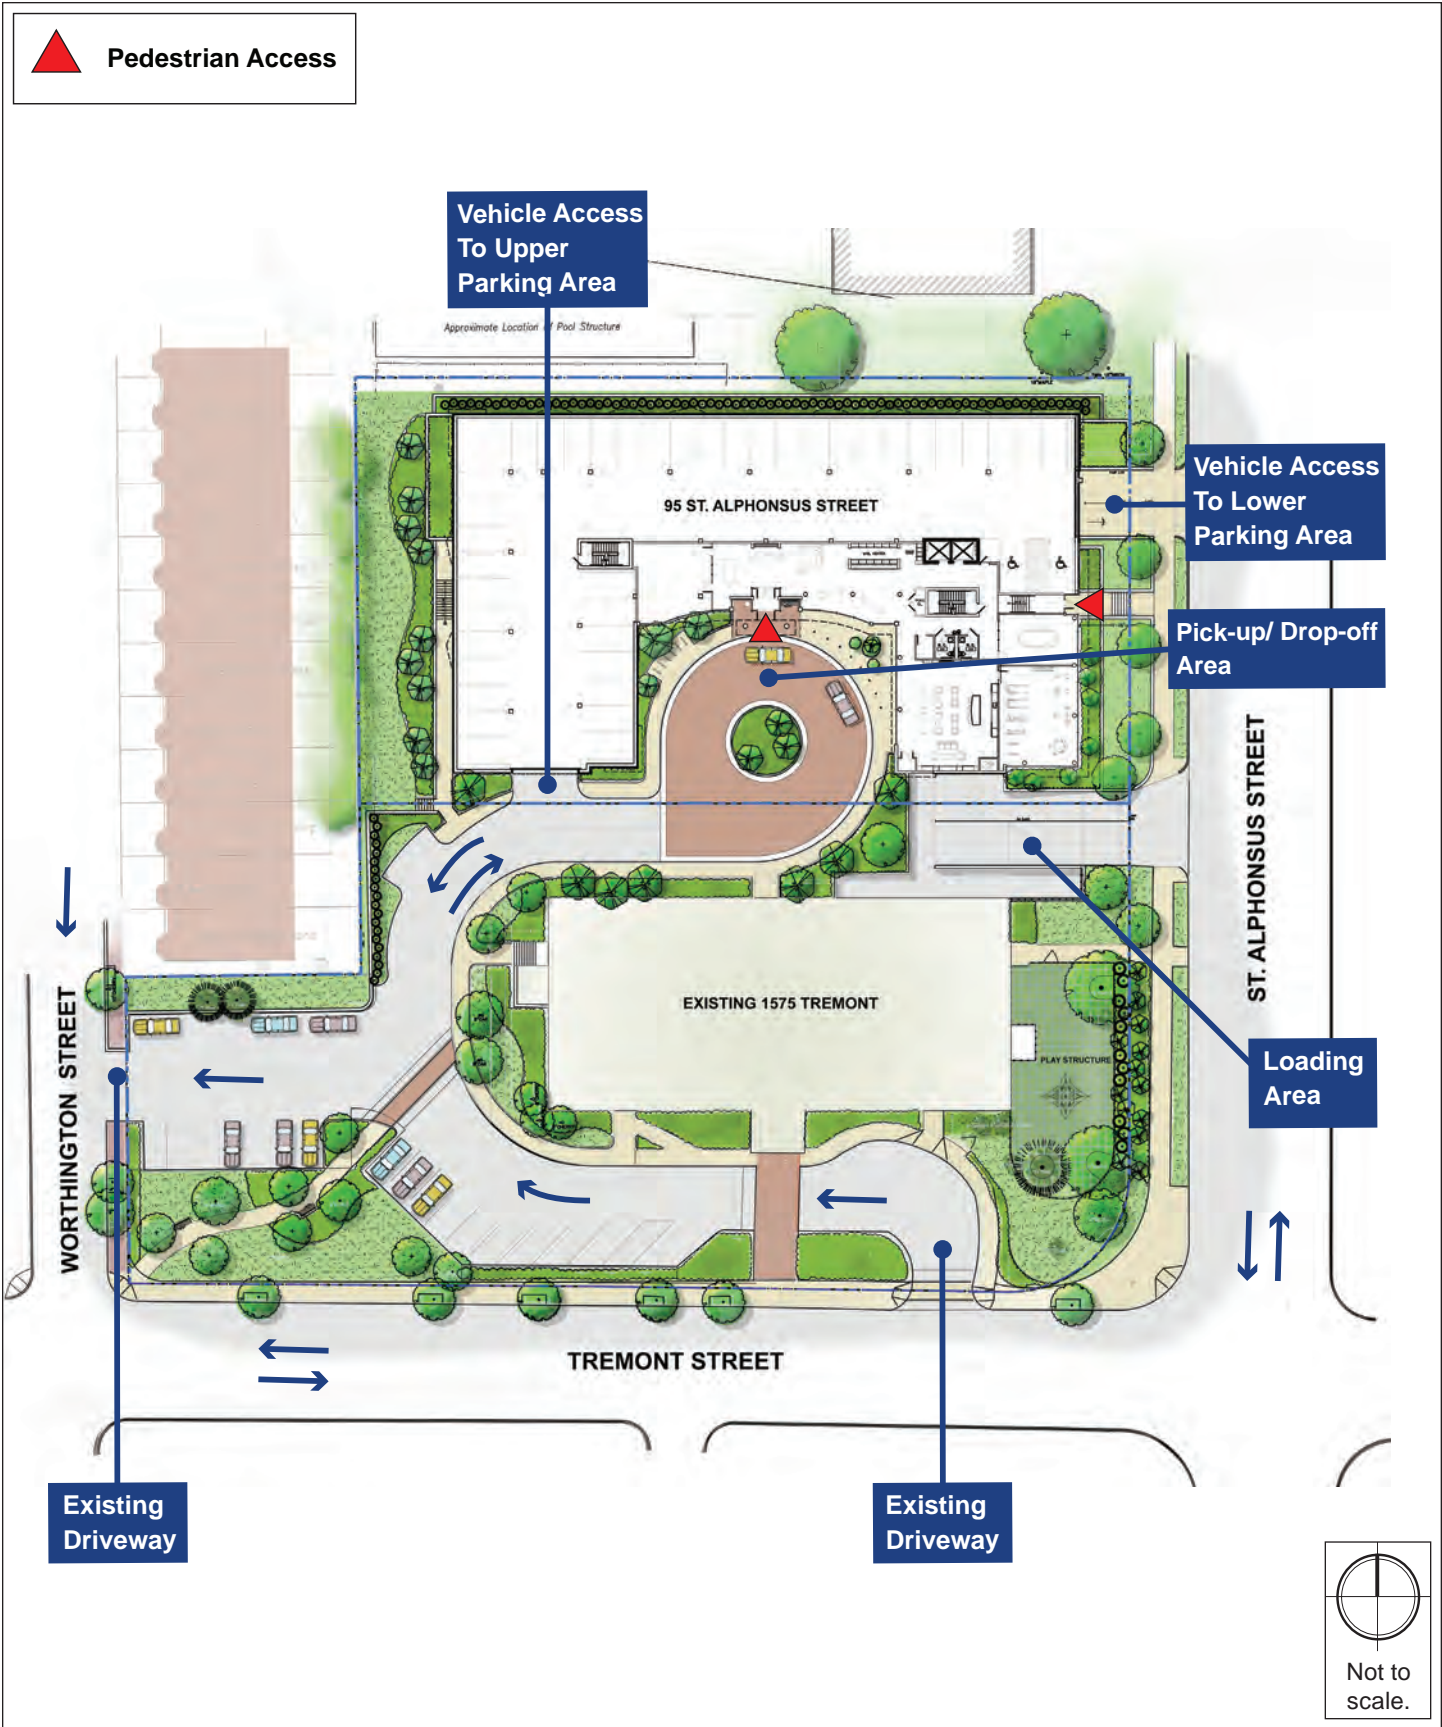 Pedestrian Access
Vehicle Access
To Upper
Parking Area
Approximate Location of Pool Structure
95 ST. ALPHONSUS STREET
Vehicle Access
To Lower
Parking Area
Pick-up/ Drop-off
Area
ST. ALPHONSUS STREET
EXISTING 1575 TREMONT
WORTHINGTON STREET
PLAY STRUCTURE
Loading
Area
TREMONT STREET
Existing
Driveway
Existing
Driveway
Not to
scale.